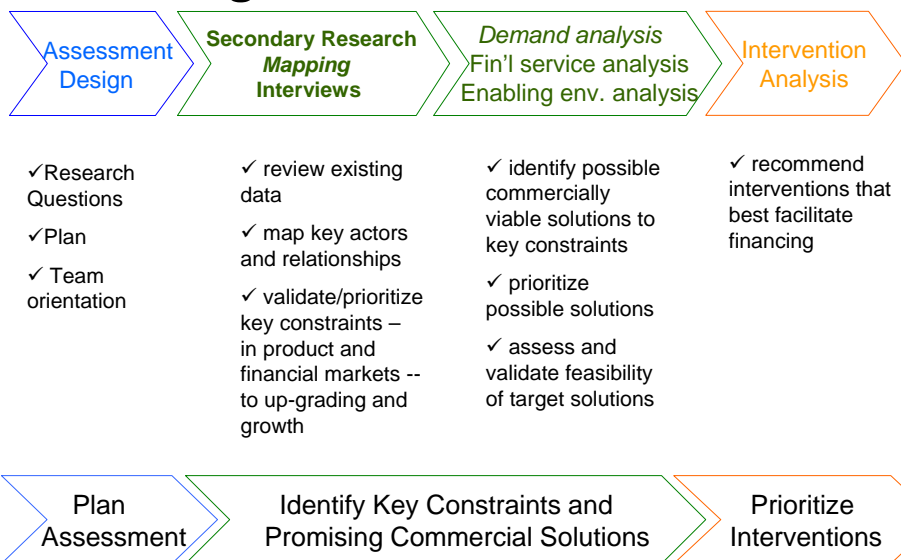 Assessment
Design
Secondary Research
Mapping
Interviews
Demand analysis
Fin'l service analysis
Enabling env. analysis
Intervention
Analysis
✓Research
Questions
✓Plan
✓ Team
orientation
✓ review existing
data
✓ map key actors
and relationships
✓ validate/prioritize
key constraints –
in product and
financial markets --
to up-grading and
growth
✓ identify possible
commercially
viable solutions to
key constraints
✓ prioritize
possible solutions
✓ assess and
validate feasibility
of target solutions
✓ recommend
interventions that
best facilitate
financing
Plan
Assessment
Identify Key Constraints and
Promising Commercial Solutions
Prioritize
Interventions